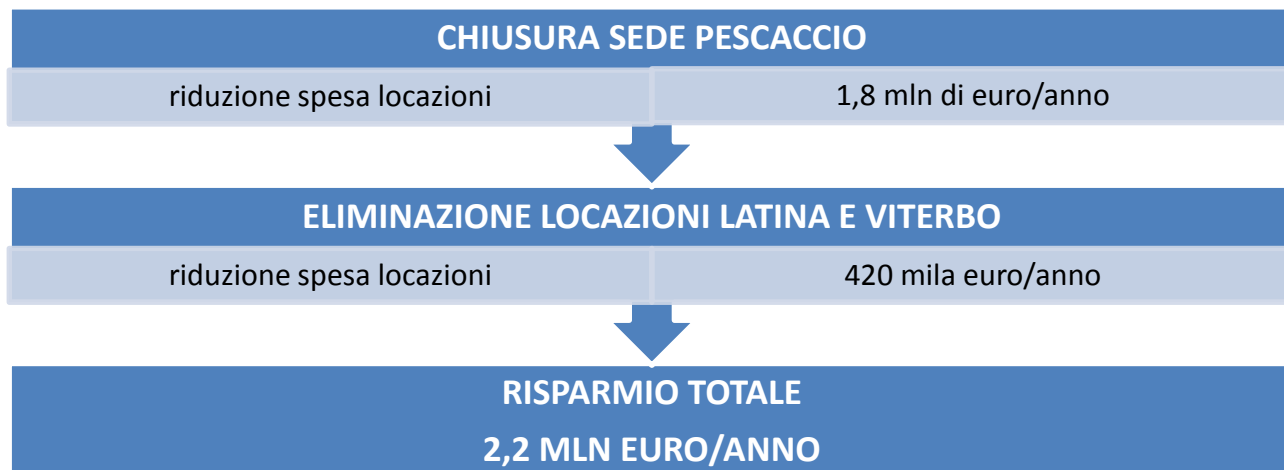 CHIUSURA SEDE PESCACCIO
riduzione spesa locazioni 1,8 mln di euro/anno
ELIMINAZIONE LOCAZIONI LATINA E VITERBO
riduzione spesa locazioni 420 mila euro/anno
RISPARMIO TOTALE
2,2 MLN EURO/ANNO